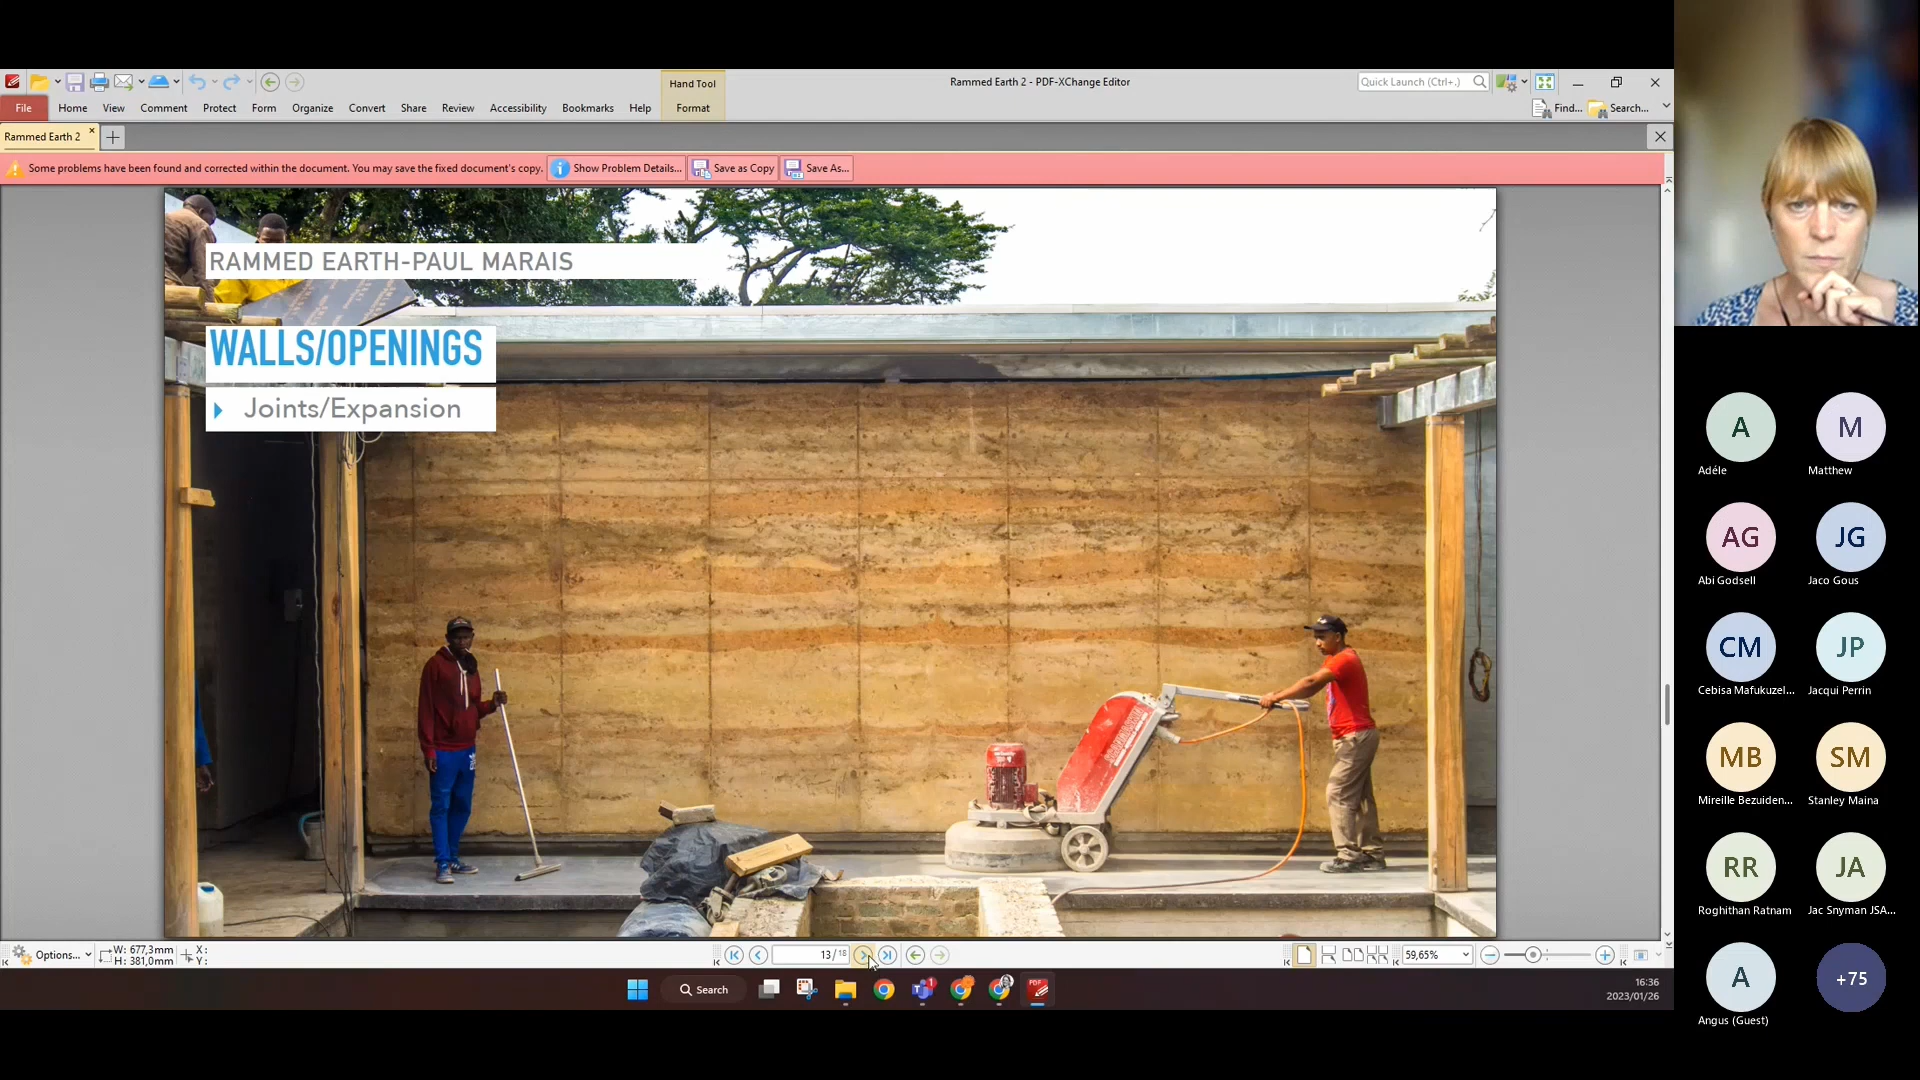 Rammed Earth 2 - PDF-XChange Editor
Quick Launch (Ctrl+.)
Hand Tool
File
Home
View
Comment
Protect
Form
Organize
Convert
Share
Review
Accessibility
Bookmarks
Help
Format
Find...
Search...
Rammed Earth 2
Some problems have been found and corrected within the document. You may save the fixed document's copy.
Show Problem Details...
Save as Copy
Save As...
RAMMED EARTH-PAUL MARAIS
WALLS/OPENINGS
Joints/Expansion
Options...
W: 677,3mm
H: 381,0mm
X:
Y:
13 / 18
59,65%
Search
1
PDF
16:36
2023/01/26
A
Adéle
M
Matthew
AG
Abi Godsell
JG
Jaco Gous
CM
Cebisa Mafukuzel...
JP
Jacqui Perrin
MB
Mireille Bezuiden...
SM
Stanley Maina
RR
Roghithan Ratnam
JA
Jac Snyman JSA...
A
Angus (Guest)
+75